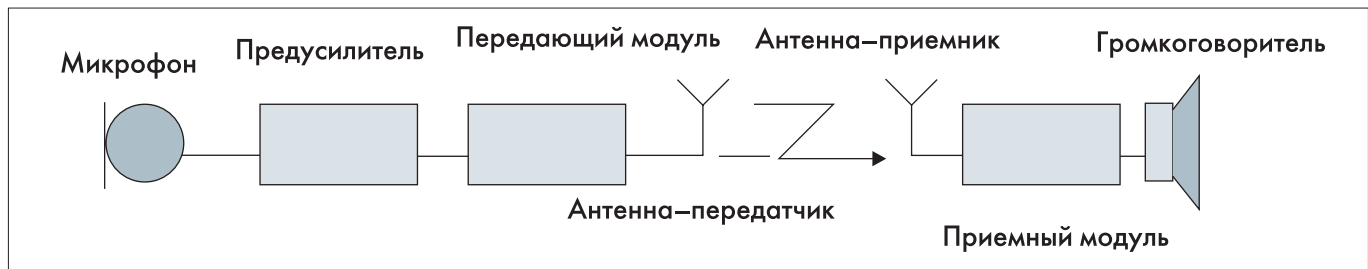 Микрофон
Предусилитель
Передающий модуль
Антенна–передатчик
Антенна–приемник
Приемный модуль
Громкоговоритель